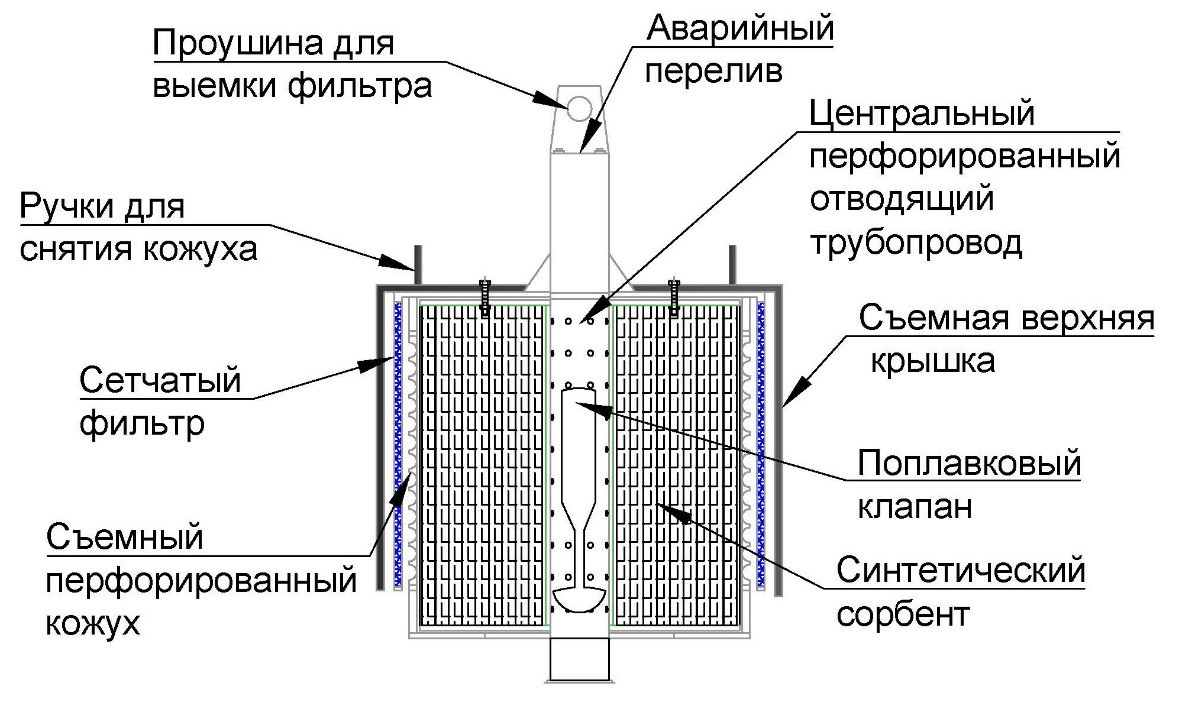 Проушина для
выемки фильтра
Аварийный
перелив
Центральный
перфорированный
отводящий
трубопровод
Ручки для
снятия кожуха
Съемная верхняя
крышка
Сетчатый
фильтр
Поплавковый
клапан
Съемный
перфорированный
кожух
Синтетический
сорбент